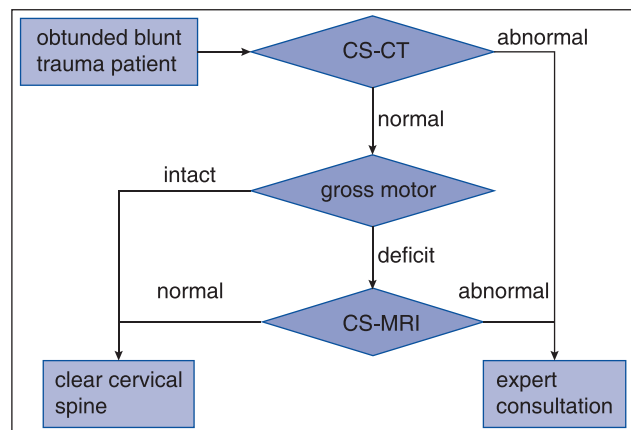 obtunded blunt
trauma patient
CS-CT
abnormal
normal
intact
gross motor
deficit
normal
abnormal
CS-MRI
clear cervical
spine
expert
consultation